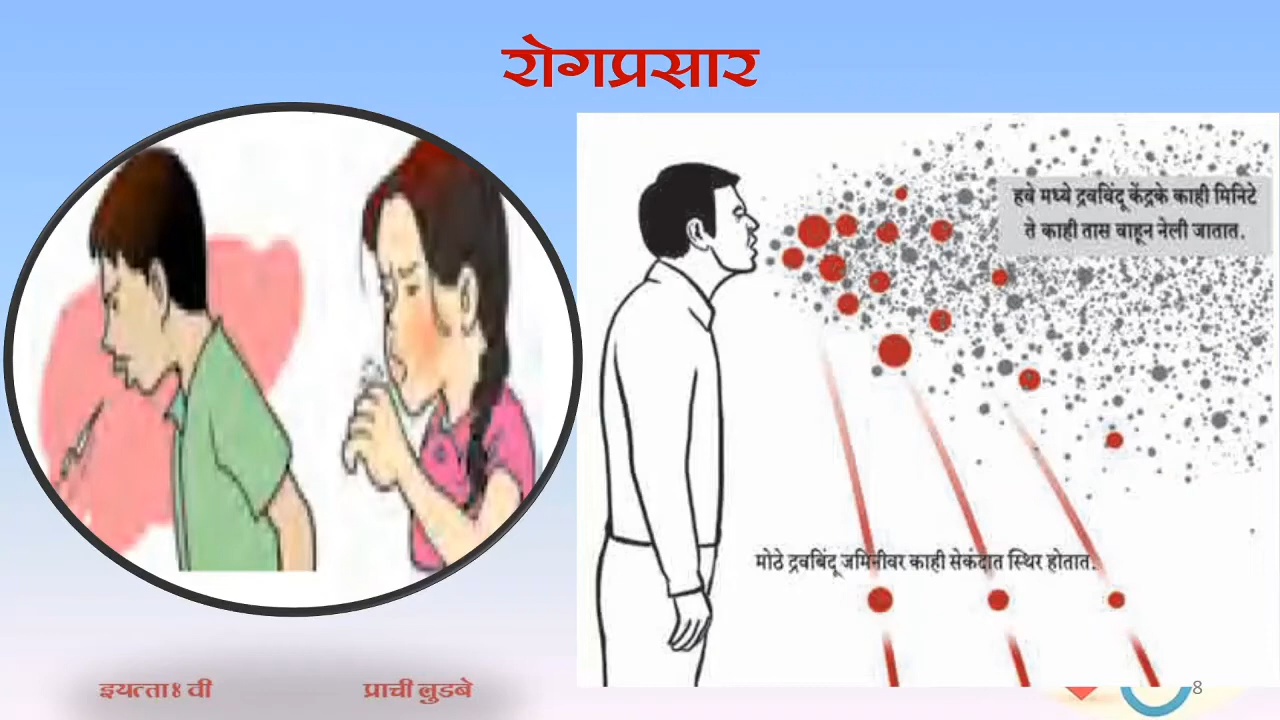 रोगप्रसार
हवे मध्ये द्रवबिंदू केंद्रके काही मिनिटे
ते काही तास वाहून नेली जातात.
मोठे द्रवबिंदू जमिनीवर काही सेकंदात स्थिर होतात.
इयत्ता ८ वी
प्राची लुडबे
8